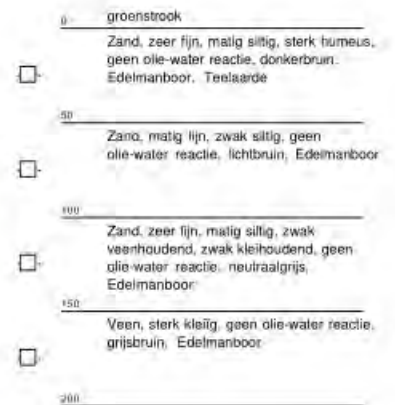 0
groenstrook
Zand, zeer fijn, matig siltig, sterk humeus,
geen olie-water reactie, donkerbruin.
Edelmanboor. Teelaarde
50
Zand, matig fijn, zwak siltig, geen
olie-water reactie, lichtbruin, Edelmanboor
100
Zand, zeer fijn, matig siltig, zwak
veenhoudend, zwak kleihoudend, geen
olie-water reactie, neutraalgrijs,
Edelmanboor
150
Veen, sterk kleiïg, geen olie-water reactie,
grijsbruin, Edelmanboor
200